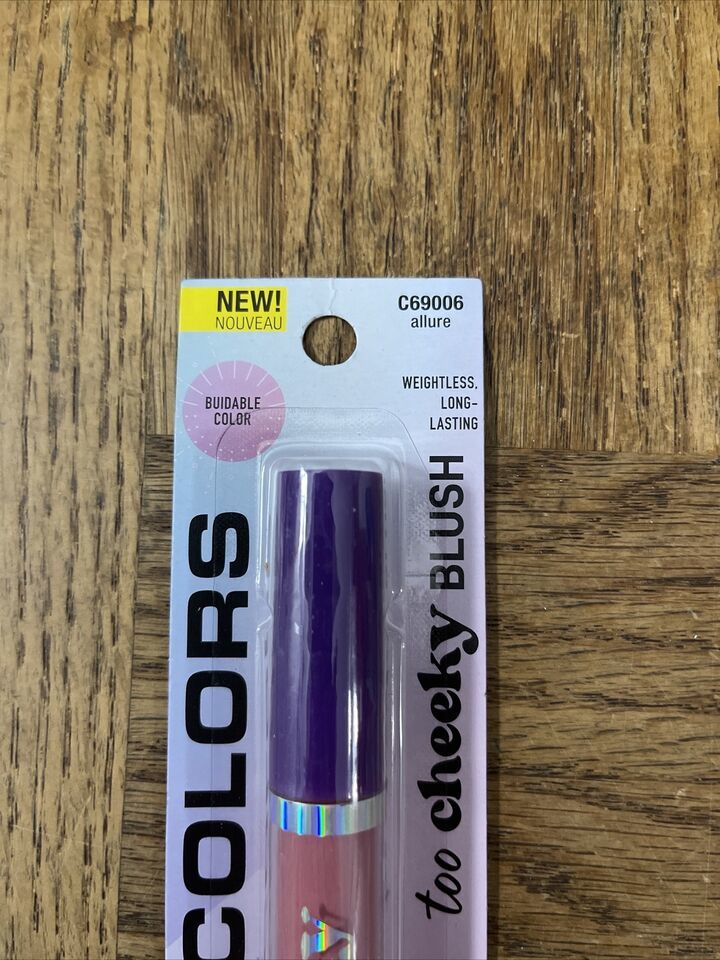 NEW!
NOUVEAU
C69006
allure
BUIDABLE
COLOR
WEIGHTLESS,
LONG-
LASTING
COLORS
too cheeky BLUSH